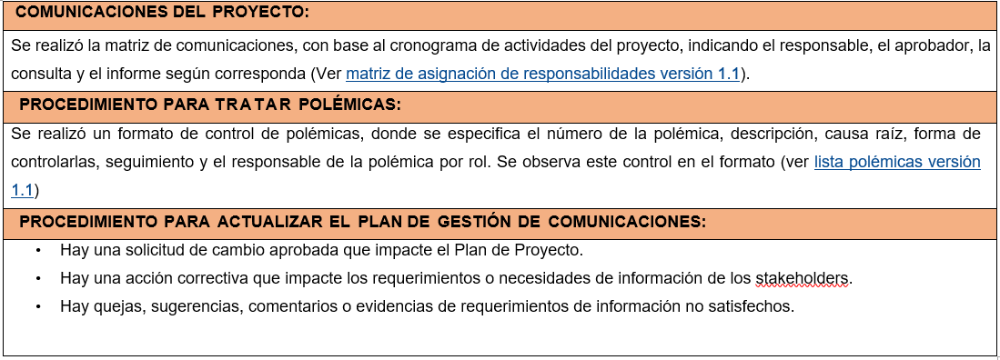 COMUNICACIONES DEL PROYECTO:
Se realizó la matriz de comunicaciones, con base al cronograma de actividades del proyecto, indicando el responsable, el aprobador, la
consulta y el informe según corresponda (Ver matriz de asignación de responsabilidades versión 1.1).
PROCEDIMIENTO PARA TRATAR POLÉMICAS:
Se realizó un formato de control de polémicas, donde se especifica el número de la polémica, descripción, causa raíz, forma de
controlarlas, seguimiento y el responsable de la polémica por rol. Se observa este control en el formato (ver lista polémicas versión
1.1)
PROCEDIMIENTO PARA ACTUALIZAR EL PLAN DE GESTIÓN DE COMUNICACIONES:
• Hay una solicitud de cambio aprobada que impacte el Plan de Proyecto.
• Hay una acción correctiva que impacte los requerimientos o necesidades de información de los stakeholders.
• Hay quejas, sugerencias, comentarios o evidencias de requerimientos de información no satisfechos.